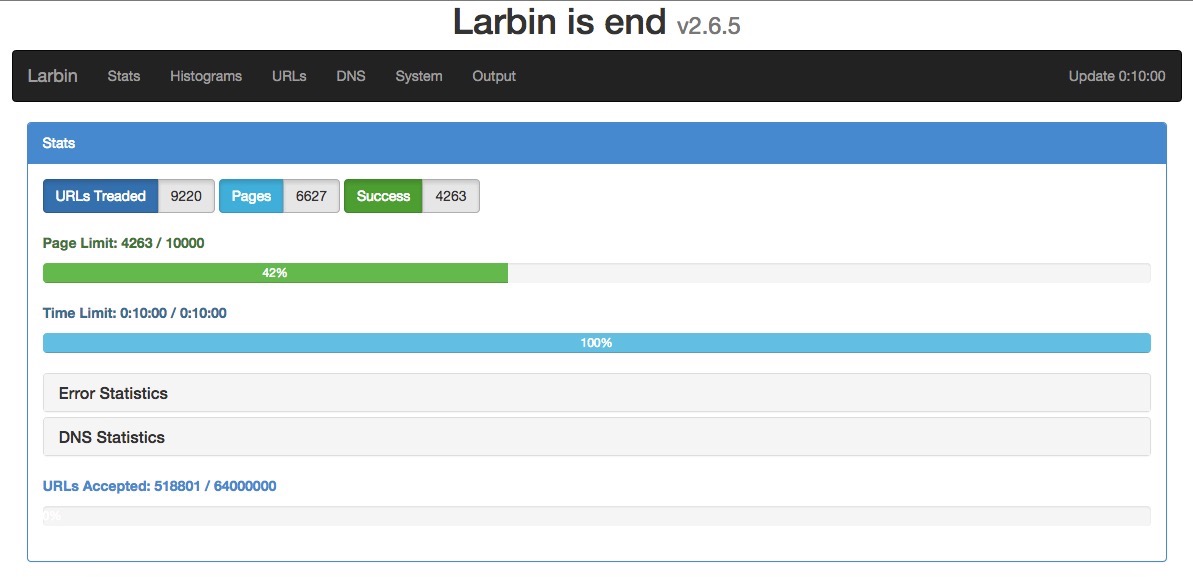 Larbin is end v2.6.5
Larbin Stats Histograms URLs DNS System Output Update 0:10:00
Stats
URLs Treaded 9220 Pages 6627 Success 4263
Page Limit: 4263 / 10000
42%
Time Limit: 0:10:00 / 0:10:00
100%
Error Statistics
DNS Statistics
URLs Accepted: 518801 / 64000000
0%